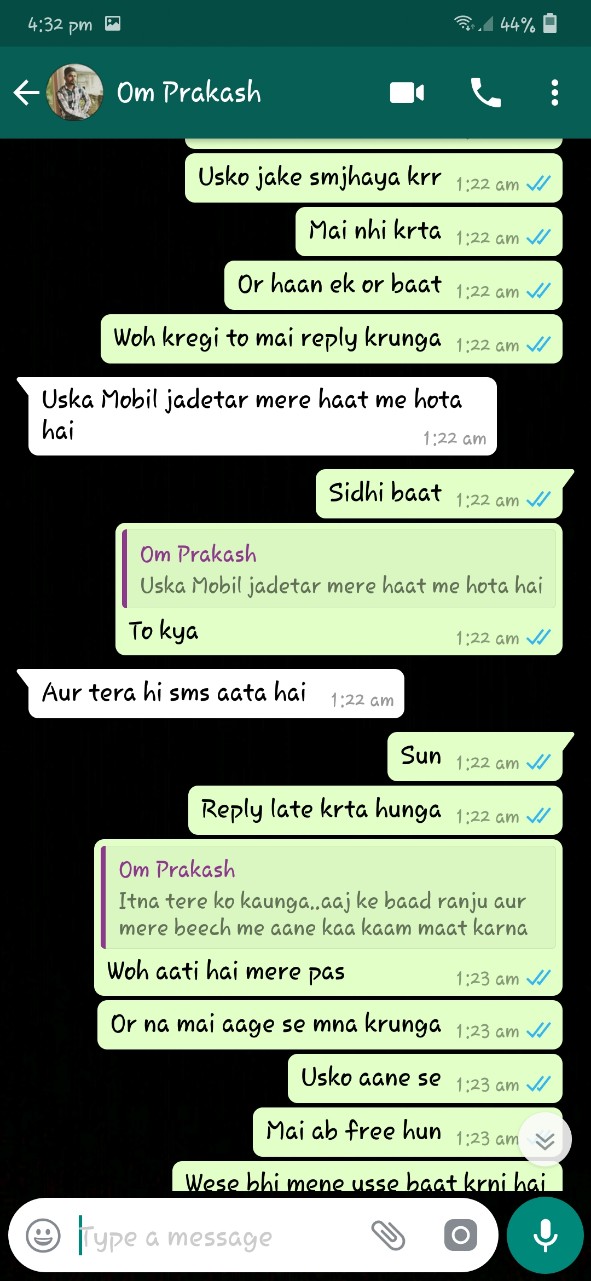 4:32 pm 44%
Om Prakash
Usko jake smjhaya krr 1:22 am
Mai nhi krta 1:22 am
Or haan ek or baat 1:22 am
Woh kregi to mai reply krunga 1:22 am
Uska Mobil jadetar mere haat me hota
hai 1:22 am
Sidhi baat 1:22 am
Om Prakash
Uska Mobil jadetar mere haat me hota hai
To kya 1:22 am
Aur tera hi sms aata hai 1:22 am
Sun 1:22 am
Reply late krta hunga 1:22 am
Om Prakash
Itna tere ko kaunga..aaj ke baad ranju aur
mere beech me aane kaa kaam maat karna
Woh aati hai mere pas 1:23 am
Or na mai aage se mna krunga 1:23 am
Usko aane se 1:23 am
Mai ab free hun 1:23 am
Wese bhi mene usse baat krni hai
Type a message